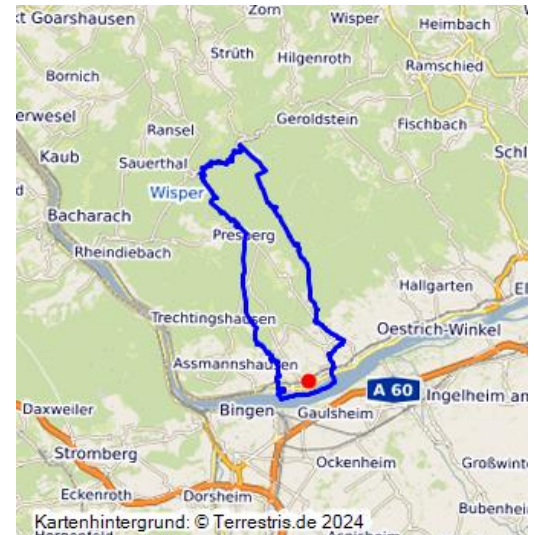 kt Goarshausen
Zorn
Wisper
Heimbach
Strüth
Hilgenroth
Ramschied
Bornich
Geroldstein
Fischbach
erwesel
Ransel
Schl
Kaub
Sauerthal
Wisper
Bacharach
Presberg
Rheindiebach
Hallgarten
El
Trechtingshausen
Oestrich-Winkel
Assmannshausen
A 60
Ingelheim am
Daxweiler
Bingen
Gaulsheim
Stromberg
Ockenheim
Großwint
Eckenroth
Dorsheim
Bubenhei
Kartenhintergrund: © Terrestris.de 2024